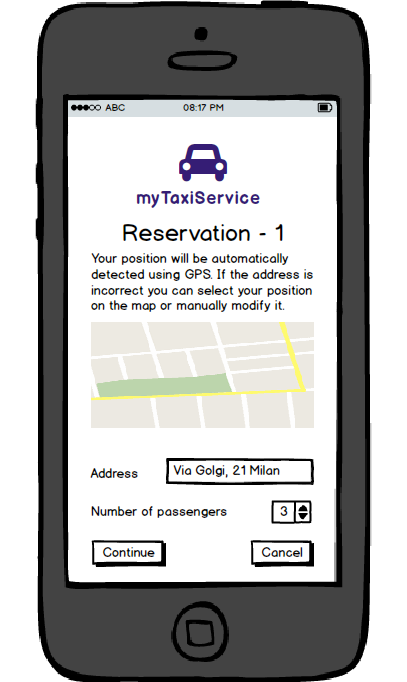 ABC 08:17 PM
myTaxiService
Reservation - 1
Your position will be automatically
detected using GPS. If the address is
incorrect you can select your position
on the map or manually modify it.
Address Via Golgi, 21 Milan
Number of passengers 3
Continue Cancel